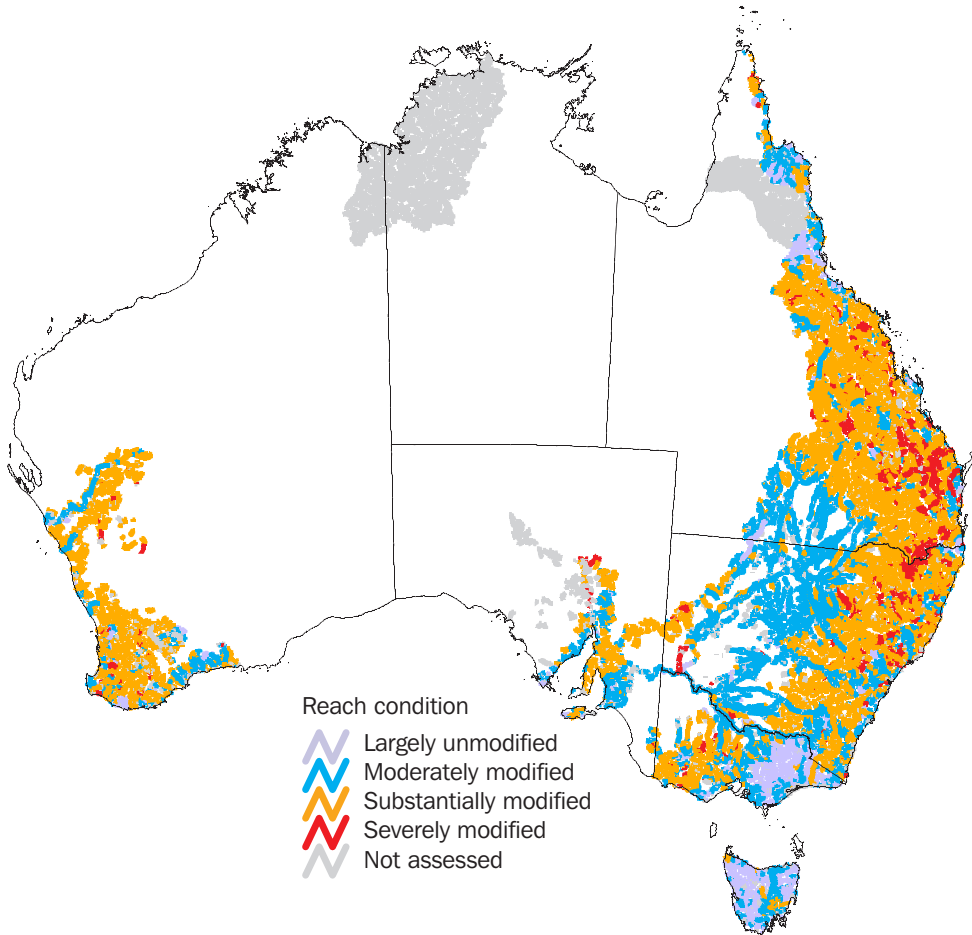 Reach condition
Largely unmodified
Moderately modified
Substantially modified
Severely modified
Not assessed